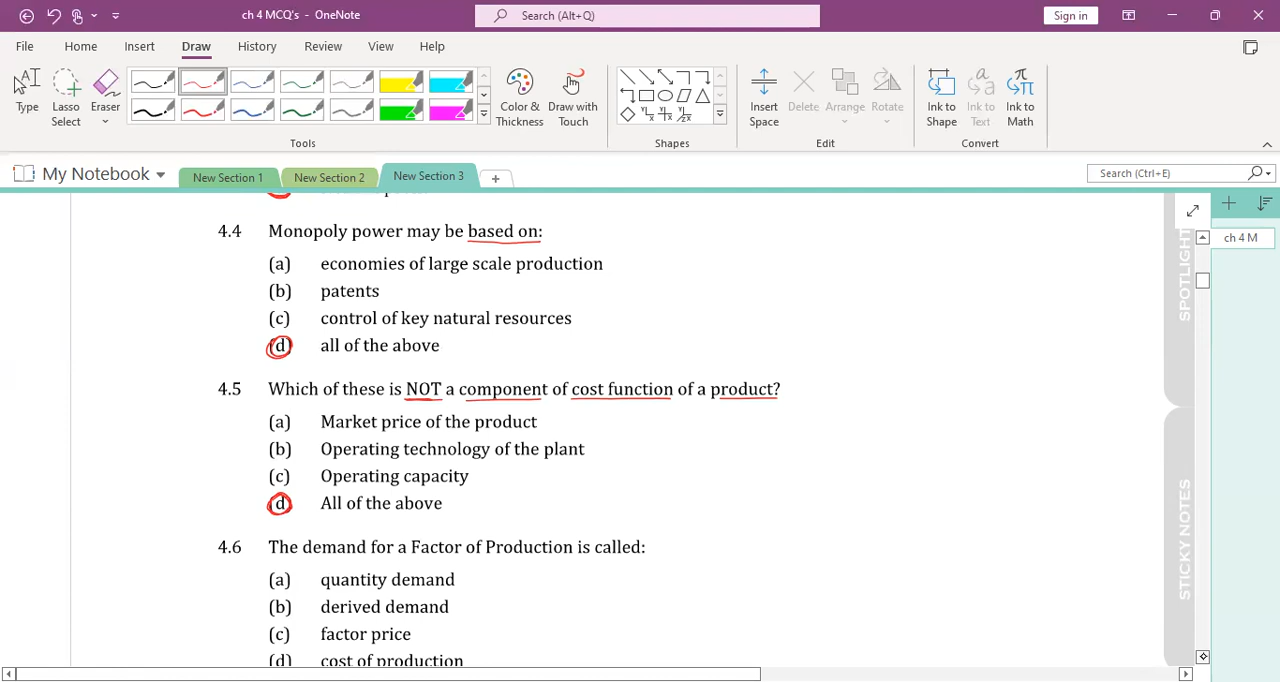 ch 4 MCQ's - OneNote
Search (Alt+Q)
Sign in
File Home Insert Draw History Review View Help
Type
Lasso Select
Eraser
Color & Thickness
Draw with Touch
Insert Space
Delete
Arrange
Rotate
Ink to Shape
Ink to Text
Ink to Math
Tools Shapes Edit Convert
My Notebook New Section 1 New Section 2 New Section 3
Search (Ctrl+E)
ch 4 M
SPOTLIGHT
STICKY NOTES
4.4 Monopoly power may be based on:
(a) economies of large scale production
(b) patents
(c) control of key natural resources
(d) all of the above
4.5 Which of these is NOT a component of cost function of a product?
(a) Market price of the product
(b) Operating technology of the plant
(c) Operating capacity
(d) All of the above
4.6 The demand for a Factor of Production is called:
(a) quantity demand
(b) derived demand
(c) factor price
(d) cost of production